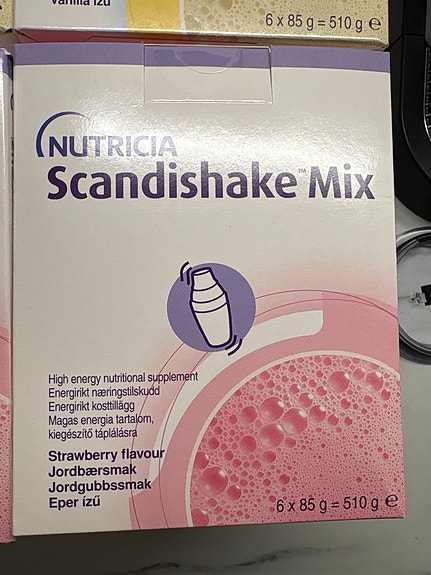 Vanilla ízű
6 x 85 g = 510 g ℮
NUTRICIA
Scandishake™ Mix
High energy nutritional supplement
Energirikt næringstilskudd
Energirikt kosttillägg
Magas energia tartalom,
kiegészítő táplálásra
Strawberry flavour
Jordbærsmak
Jordgubbssmak
Eper ízű
6 x 85 g = 510 g ℮